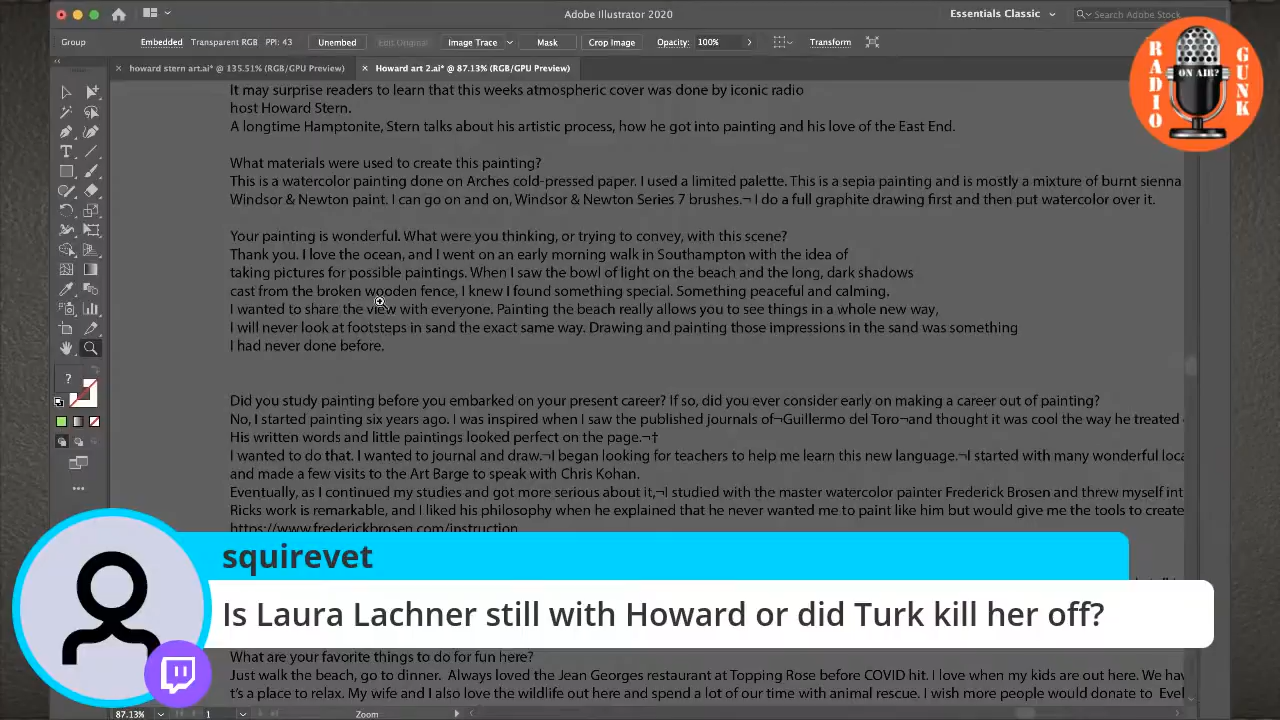 Adobe Illustrator 2020
Essentials Classic
Search Adobe Stock
Group
Embedded
Transparent RGB
PPI: 43
Unembed
Edit Original
Image Trace
Mask
Crop Image
Opacity: 100%
Transform
howard stern art.ai* @ 135.51% (RGB/GPU Preview)
Howard art 2.ai* @ 87.13% (RGB/GPU Preview)
RADIO
ON AIR?
GUNK
It may surprise readers to learn that this weeks atmospheric cover was done by iconic radio
host Howard Stern.
A longtime Hamptonite, Stern talks about his artistic process, how he got into painting and his love of the East End.
What materials were used to create this painting?
This is a watercolor painting done on Arches cold-pressed paper. I used a limited palette. This is a sepia painting and is mostly a mixture of burnt sienna
Windsor & Newton paint. I can go on and on, Windsor & Newton Series 7 brushes.¬ I do a full graphite drawing first and then put watercolor over it.
Your painting is wonderful. What were you thinking, or trying to convey, with this scene?
Thank you. I love the ocean, and I went on an early morning walk in Southampton with the idea of
taking pictures for possible paintings. When I saw the bowl of light on the beach and the long, dark shadows
cast from the broken wooden fence, I knew I found something special. Something peaceful and calming.
I wanted to share the view with everyone. Painting the beach really allows you to see things in a whole new way,
I will never look at footsteps in sand the exact same way. Drawing and painting those impressions in the sand was something
I had never done before.
Did you study painting before you embarked on your present career? If so, did you ever consider early on making a career out of painting?
No, I started painting six years ago. I was inspired when I saw the published journals of¬Guillermo del Toro¬and thought it was cool the way he treated
His written words and little paintings looked perfect on the page.¬†
I wanted to do that. I wanted to journal and draw.¬I began looking for teachers to help me learn this new language.¬I started with many wonderful loca
and made a few visits to the Art Barge to speak with Chris Kohan.
Eventually, as I continued my studies and got more serious about it,¬I studied with the master watercolor painter Frederick Brosen and threw myself int
Ricks work is remarkable, and I liked his philosophy when he explained that he never wanted me to paint like him but would give me the tools to create
https://www.frederickbrosen.com/instruction
squirevet
Is Laura Lachner still with Howard or did Turk kill her off?
What are your favorite things to do for fun here?
Just walk the beach, go to dinner. Always loved the Jean Georges restaurant at Topping Rose before COVID hit. I love when my kids are out here. We hav
t's a place to relax. My wife and I also love the wildlife out here and spend a lot of our time with animal rescue. I wish more people would donate to Evel
87.13%
1
Zoom